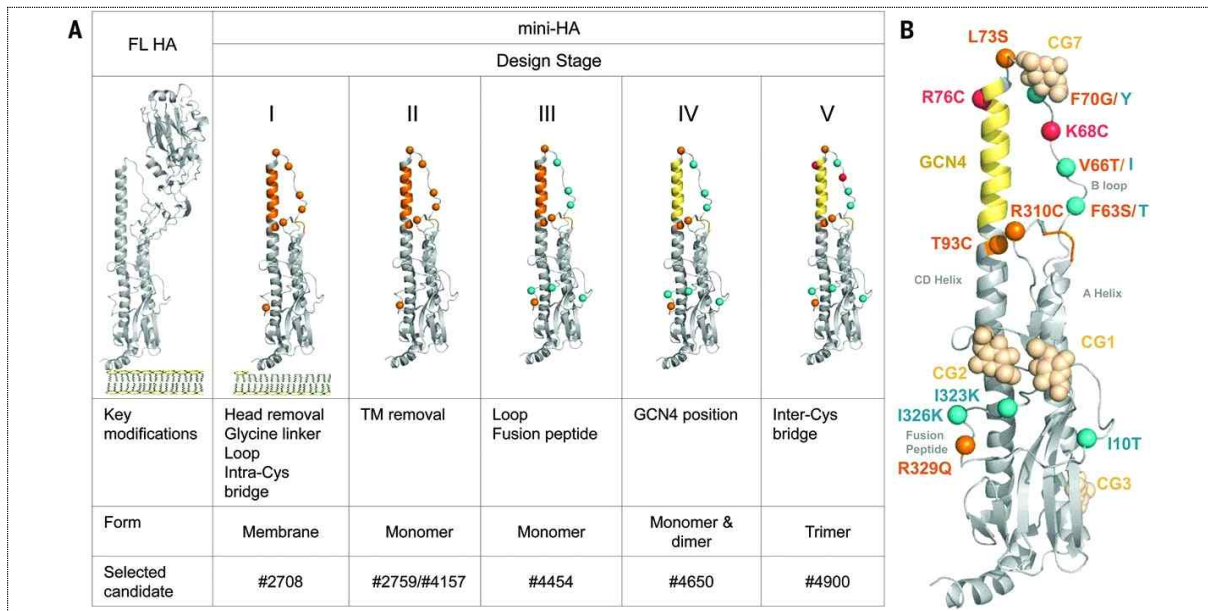 A
FL HA
mini-HA
Design Stage
I
II
III
IV
V
Key
modifications
Head removal
Glycine linker
Loop
Intra-Cys
bridge
TM removal
Loop
Fusion peptide
GCN4 position
Inter-Cys
bridge
Form
Membrane
Monomer
Monomer
Monomer &
dimer
Trimer
Selected
candidate
#2708
#2759/#4157
#4454
#4650
#4900
B
L73S
CG7
R76C
F70G/Y
K68C
GCN4
V66T/I
B loop
R310C
F63S/T
T93C
CD Helix
A Helix
CG1
CG2
I323K
I326K
Fusion
Peptide
I10T
R329Q
CG3